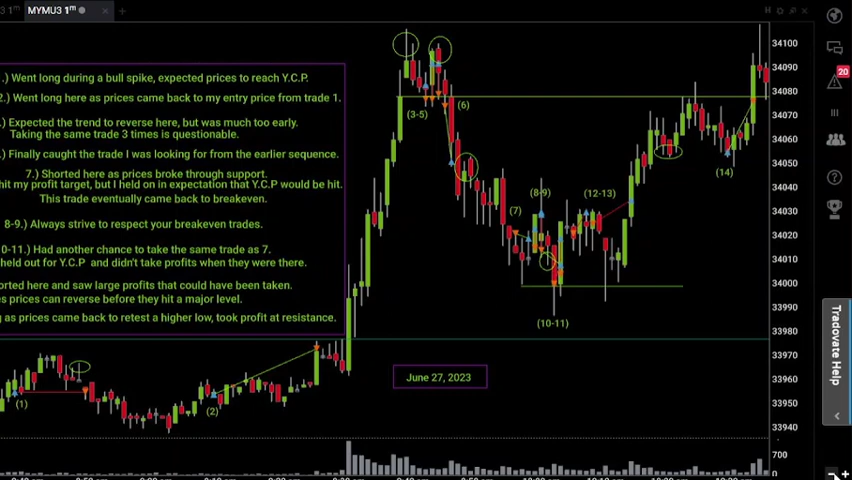 3 1ᵐ MYMU3 1ᵐ
1.) Went long during a bull spike, expected prices to reach Y.C.P.
2.) Went long here as prices came back to my entry price from trade 1.
.) Expected the trend to reverse here, but was much too early.
Taking the same trade 3 times is questionable.
.) Finally caught the trade I was looking for from the earlier sequence.
7.) Shorted here as prices broke through support.
hit my profit target, but I held on in expectation that Y.C.P would be hit.
This trade eventually came back to breakeven.
8-9.) Always strive to respect your breakeven trades.
10-11.) Had another chance to take the same trade as 7.
held out for Y.C.P and didn't take profits when they were there.
orted here and saw large profits that could have been taken.
es prices can reverse before they hit a major level.
g as prices came back to retest a higher low, took profit at resistance.
(1)
(2)
(3-5)
(6)
(7)
(8-9)
(10-11)
(12-13)
(14)
June 27, 2023
34100
34090
34080
34070
34060
34050
34040
34030
34020
34010
34000
33990
33980
33970
33960
33950
33940
700
0
20
Tradovate Help